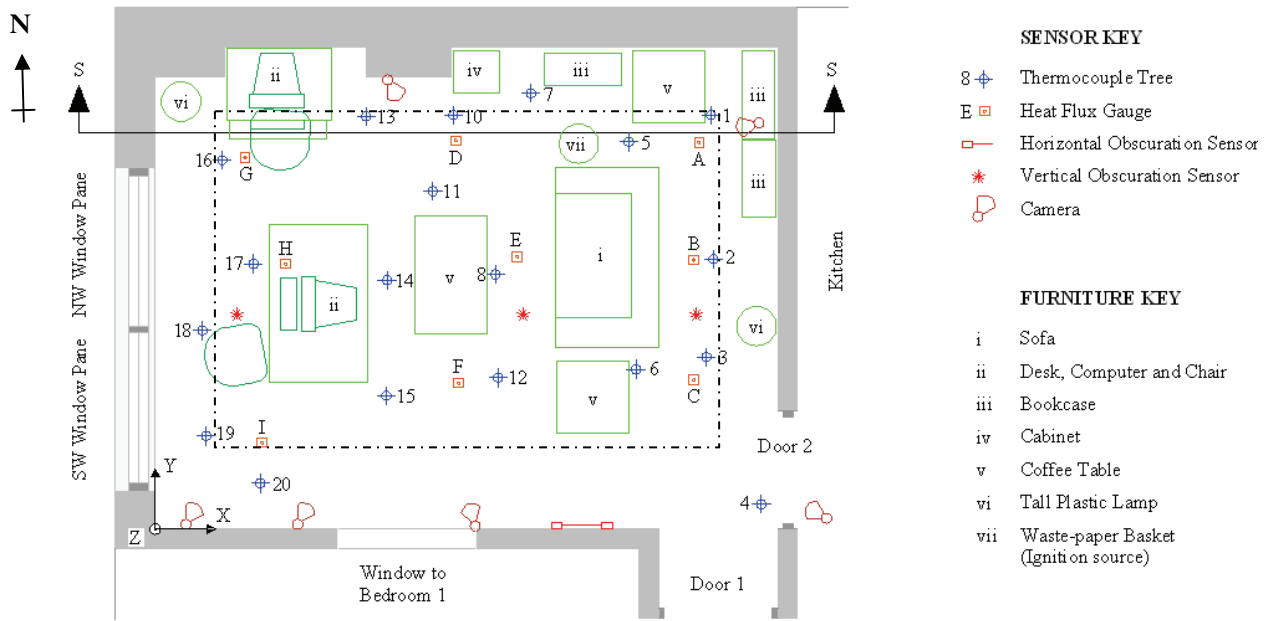 N
S
S
ii
iv
iii
v
iii
vi
7
13
10
1
vii
5
D
A
16
G
iii
11
NW Window Pane
H
17
E
B
2
i
8
v
14
ii
Kitchen
18
vi
3
F
6
12
C
15
v
SW Window Pane
19
I
Door 2
Y
20
4
X
Z
Window to
Bedroom 1
Door 1
SENSOR KEY
8 Thermocouple Tree
E Heat Flux Gauge
Horizontal Obscuration Sensor
Vertical Obscuration Sensor
Camera
FURNITURE KEY
i Sofa
ii Desk, Computer and Chair
iii Bookcase
iv Cabinet
v Coffee Table
vi Tall Plastic Lamp
vii Waste-paper Basket
(Ignition source)